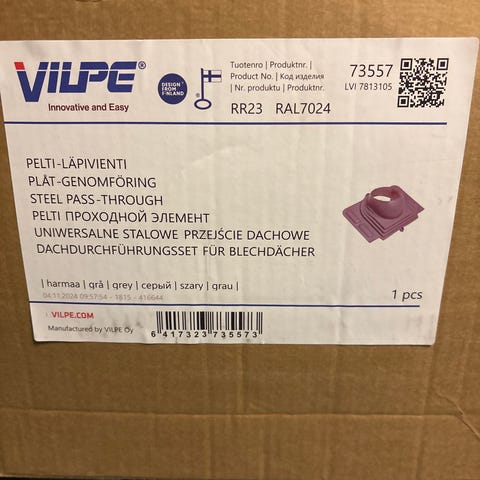 VILPE®
Innovative and Easy
DESIGN
FROM
FINLAND
Tuotenro | Produktnr. |
Product No. | Код изделия
| Nr. produktu | Produktnr.
73557
LVI 7813105
RR23 RAL7024
PELTI-LÄPIVIENTI
PLÅT-GENOMFÖRING
STEEL PASS-THROUGH
PELTI ПРОХОДНОЙ ЭЛЕМЕНТ
UNIWERSALNE STALOWE PRZEJŚCIE DACHOWE
DACHDURCHFÜHRUNGSSET FÜR BLECHDÄCHER
| harmaa | grå | grey | серый | szary | grau |
04.11.2024 09:57:54 - 1815 - 416644
1 pcs
VILPE.COM
Manufactured by VILPE Oy
6 417323 735573